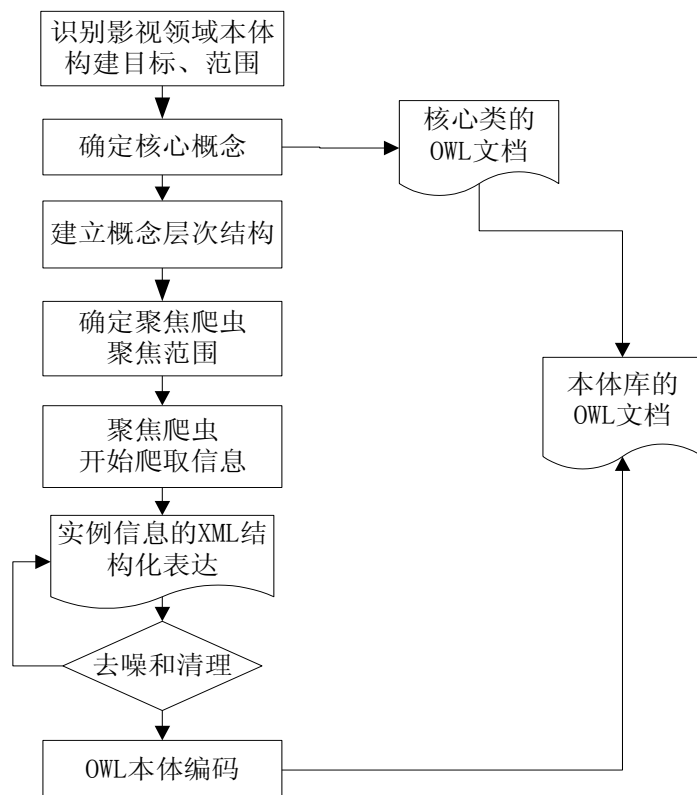 识别影视领域本体
构建目标、范围
确定核心概念
核心类的
OWL文档
建立概念层次结构
确定聚焦爬虫
聚焦范围
本体库的
OWL文档
聚焦爬虫
开始爬取信息
实例信息的XML结
构化表达
去噪和清理
OWL本体编码